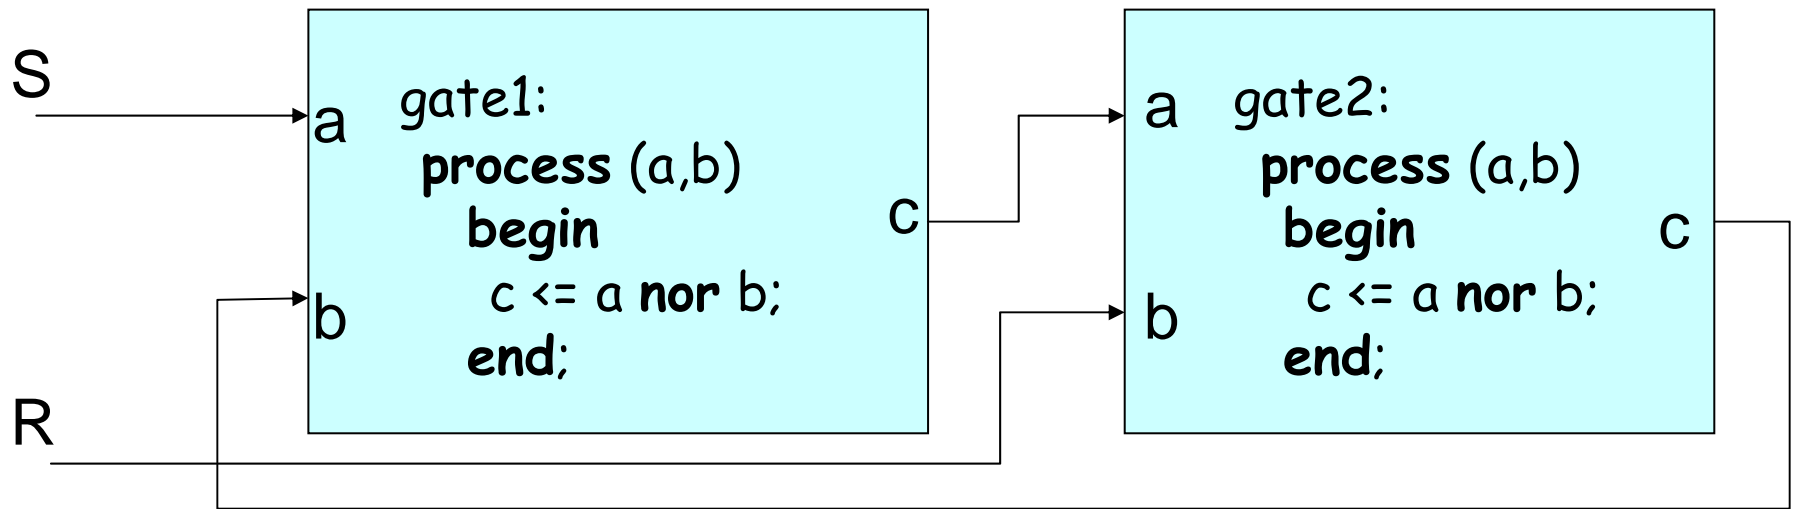 S
R
a
b
gate1:
process (a,b)
begin
c <= a nor b;
end;
c
a
b
gate2:
process (a,b)
begin
c <= a nor b;
end;
c